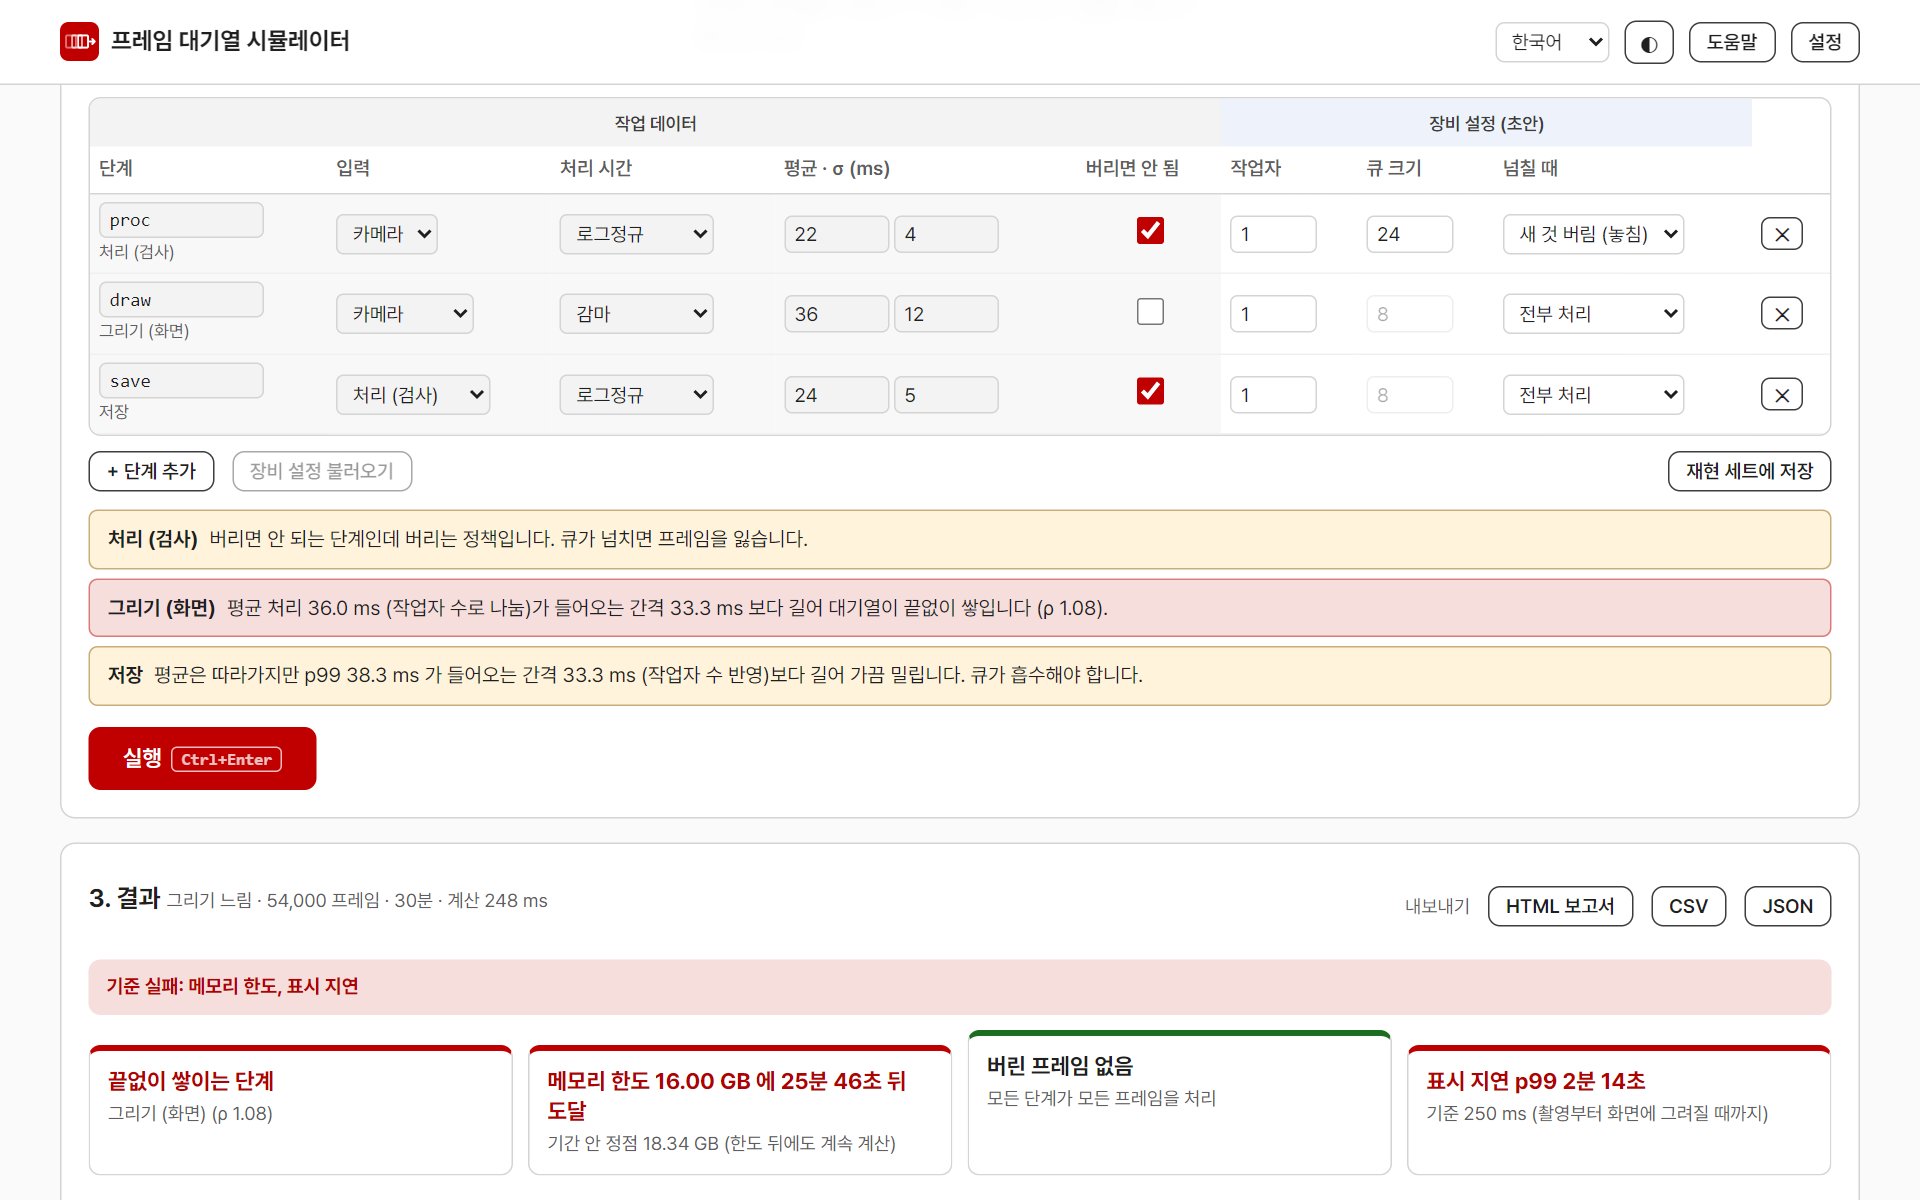 프레임 대기열 시뮬레이터
한국어
도움말
설정
작업 데이터
장비 설정 (초안)
단계
입력
처리 시간
평균 · σ (ms)
버리면 안 됨
작업자
큐 크기
넘칠 때
proc
처리 (검사)
카메라
로그정규
22
4
1
24
새 것 버림 (놓침)
draw
그리기 (화면)
카메라
감마
36
12
1
8
전부 처리
save
저장
처리 (검사)
로그정규
24
5
1
8
전부 처리
+ 단계 추가
장비 설정 불러오기
재현 세트에 저장
처리 (검사) 버리면 안 되는 단계인데 버리는 정책입니다. 큐가 넘치면 프레임을 잃습니다.
그리기 (화면) 평균 처리 36.0 ms (작업자 수로 나눔)가 들어오는 간격 33.3 ms 보다 길어 대기열이 끝없이 쌓입니다 (ρ 1.08).
저장 평균은 따라가지만 p99 38.3 ms 가 들어오는 간격 33.3 ms (작업자 수 반영)보다 길어 가끔 밀립니다. 큐가 흡수해야 합니다.
실행 Ctrl+Enter
3. 결과 그리기 느림 · 54,000 프레임 · 30분 · 계산 248 ms
내보내기
HTML 보고서
CSV
JSON
기준 실패: 메모리 한도, 표시 지연
끝없이 쌓이는 단계
그리기 (화면) (ρ 1.08)
메모리 한도 16.00 GB 에 25분 46초 뒤
도달
기간 안 정점 18.34 GB (한도 뒤에도 계속 계산)
버린 프레임 없음
모든 단계가 모든 프레임을 처리
표시 지연 p99 2분 14초
기준 250 ms (촬영부터 화면에 그려질 때까지)